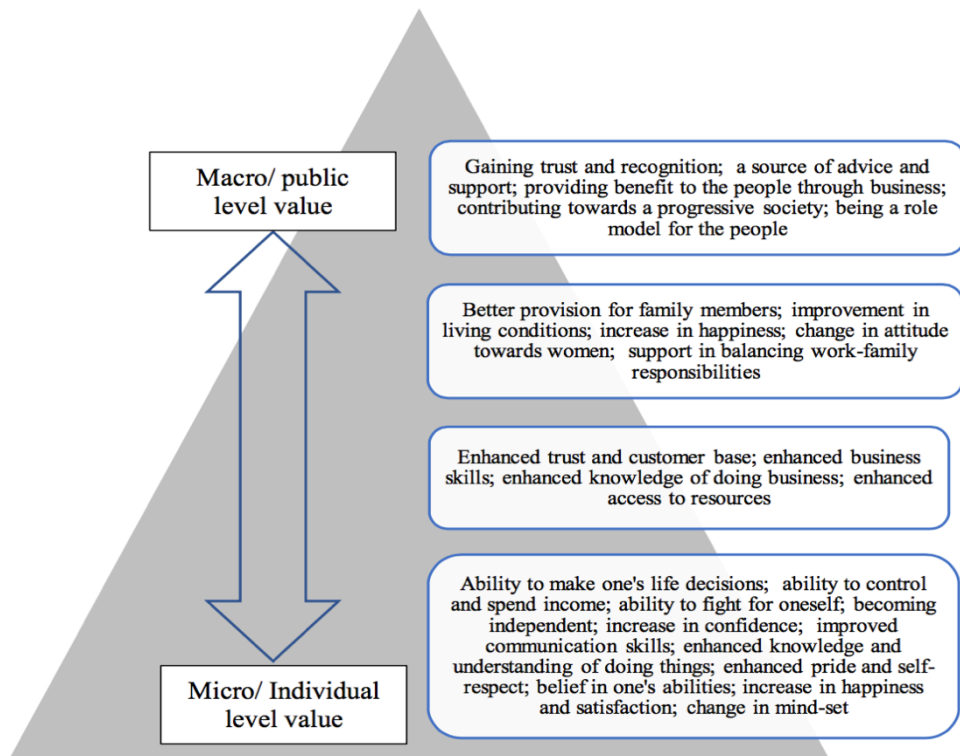 Macro/ public
level value
Gaining trust and recognition; a source of advice and
support; providing benefit to the people through business;
contributing towards a progressive society; being a role
model for the people
Better provision for family members; improvement in
living conditions; increase in happiness; change in attitude
towards women; support in balancing work-family
responsibilities
Enhanced trust and customer base; enhanced business
skills; enhanced knowledge of doing business; enhanced
access to resources
Ability to make one's life decisions; ability to control
and spend income; ability to fight for oneself; becoming
independent; increase in confidence; improved
communication skills; enhanced knowledge and
understanding of doing things; enhanced pride and self-
respect; belief in one's abilities; increase in happiness
and satisfaction; change in mind-set
Micro/ Individual
level value